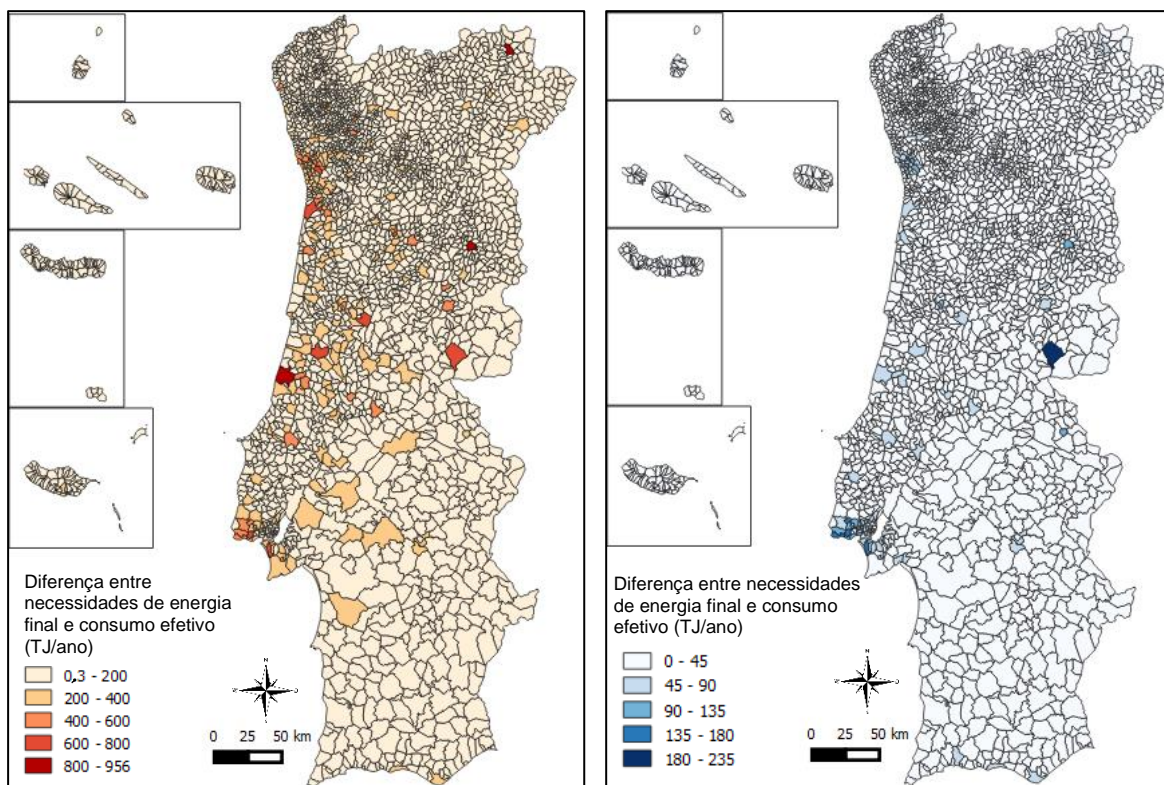 Diferença entre
necessidades de energia
final e consumo efetivo
(TJ/ano)
0,3 - 200
200 - 400
400 - 600
600 - 800
800 - 956
0 25 50 km
Diferença entre necessidades
de energia final e consumo
efetivo (TJ/ano)
0 - 45
45 - 90
90 - 135
135 - 180
180 - 235
0 25 50 km